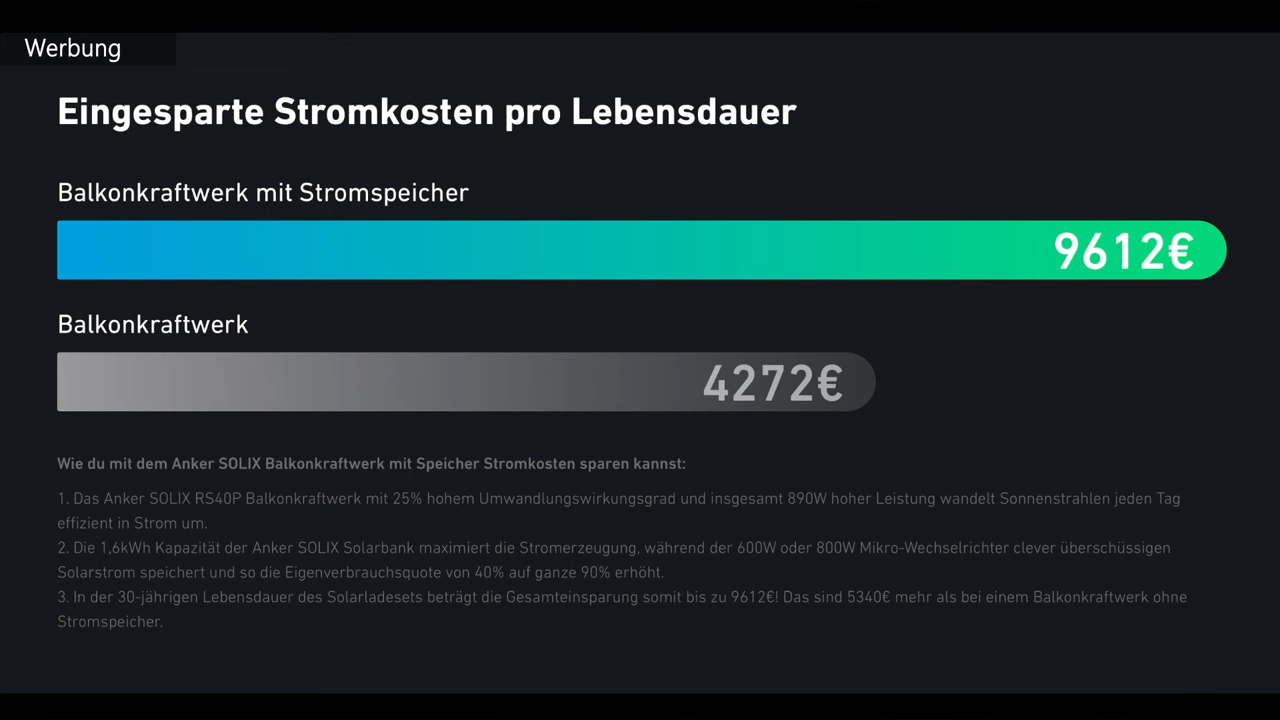 Werbung
Eingesparte Stromkosten pro Lebensdauer
Balkonkraftwerk mit Stromspeicher
9612€
Balkonkraftwerk
4272€
Wie du mit dem Anker SOLIX Balkonkraftwerk mit Speicher Stromkosten sparen kannst:
1. Das Anker SOLIX RS40P Balkonkraftwerk mit 25% hohem Umwandlungswirkungsgrad und insgesamt 890W hoher Leistung wandelt Sonnenstrahlen jeden Tag
effizient in Strom um.
2. Die 1,6kWh Kapazität der Anker SOLIX Solarbank maximiert die Stromerzeugung, während der 600W oder 800W Mikro-Wechselrichter clever überschüssigen
Solarstrom speichert und so die Eigenverbrauchsquote von 40% auf ganze 90% erhöht.
3. In der 30-jährigen Lebensdauer des Solarladesets beträgt die Gesamteinsparung somit bis zu 9612€! Das sind 5340€ mehr als bei einem Balkonkraftwerk ohne
Stromspeicher.